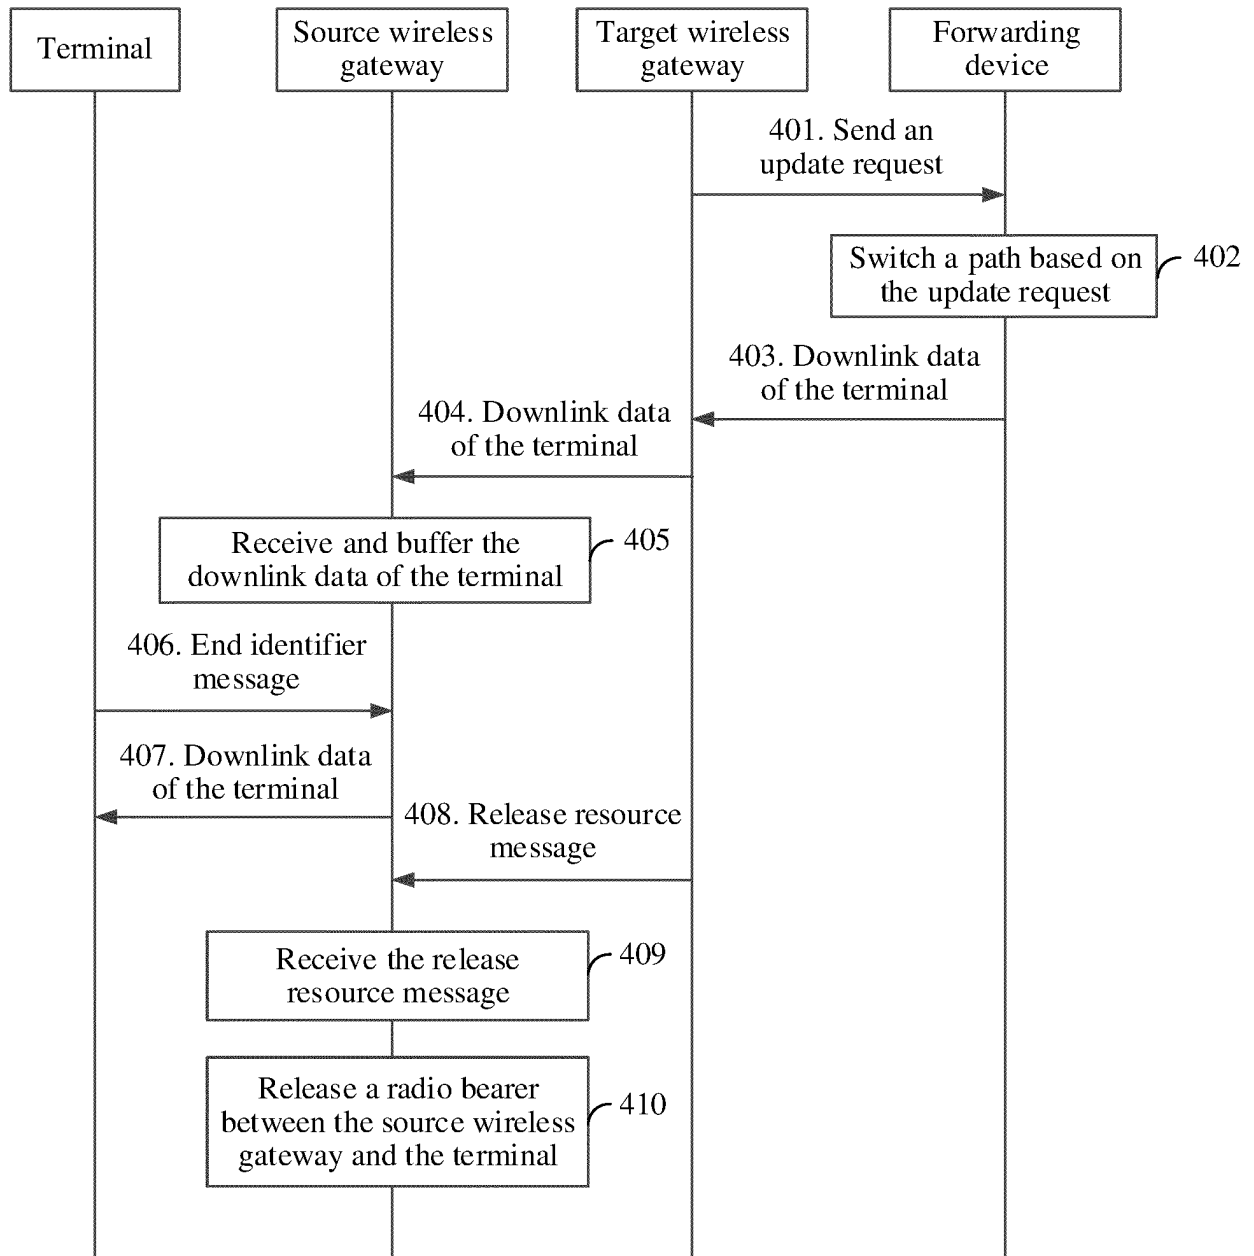 Terminal
Source wireless
gateway
Target wireless
gateway
Forwarding
device
401. Send an
update request
Switch a path based on
the update request
402
403. Downlink data
of the terminal
404. Downlink data
of the terminal
Receive and buffer the
downlink data of the terminal
405
406. End identifier
message
407. Downlink data
of the terminal
408. Release resource
message
Receive the release
resource message
409
Release a radio bearer
between the source wireless
gateway and the terminal
410